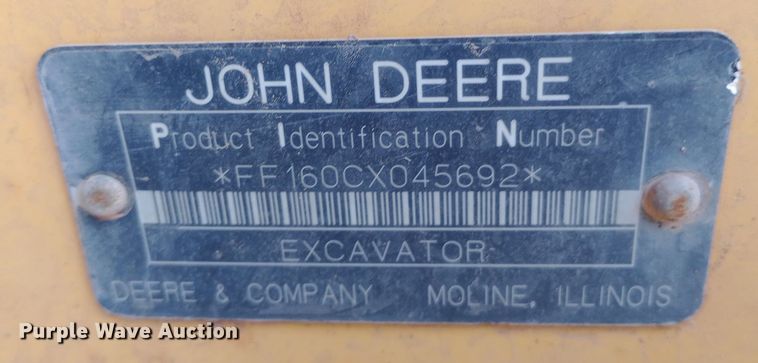 JOHN DEERE
Product Identification Number
*FF160CX045692*
EXCAVATOR
DEERE & COMPANY MOLINE, ILLINOIS
Purple Wave Auction